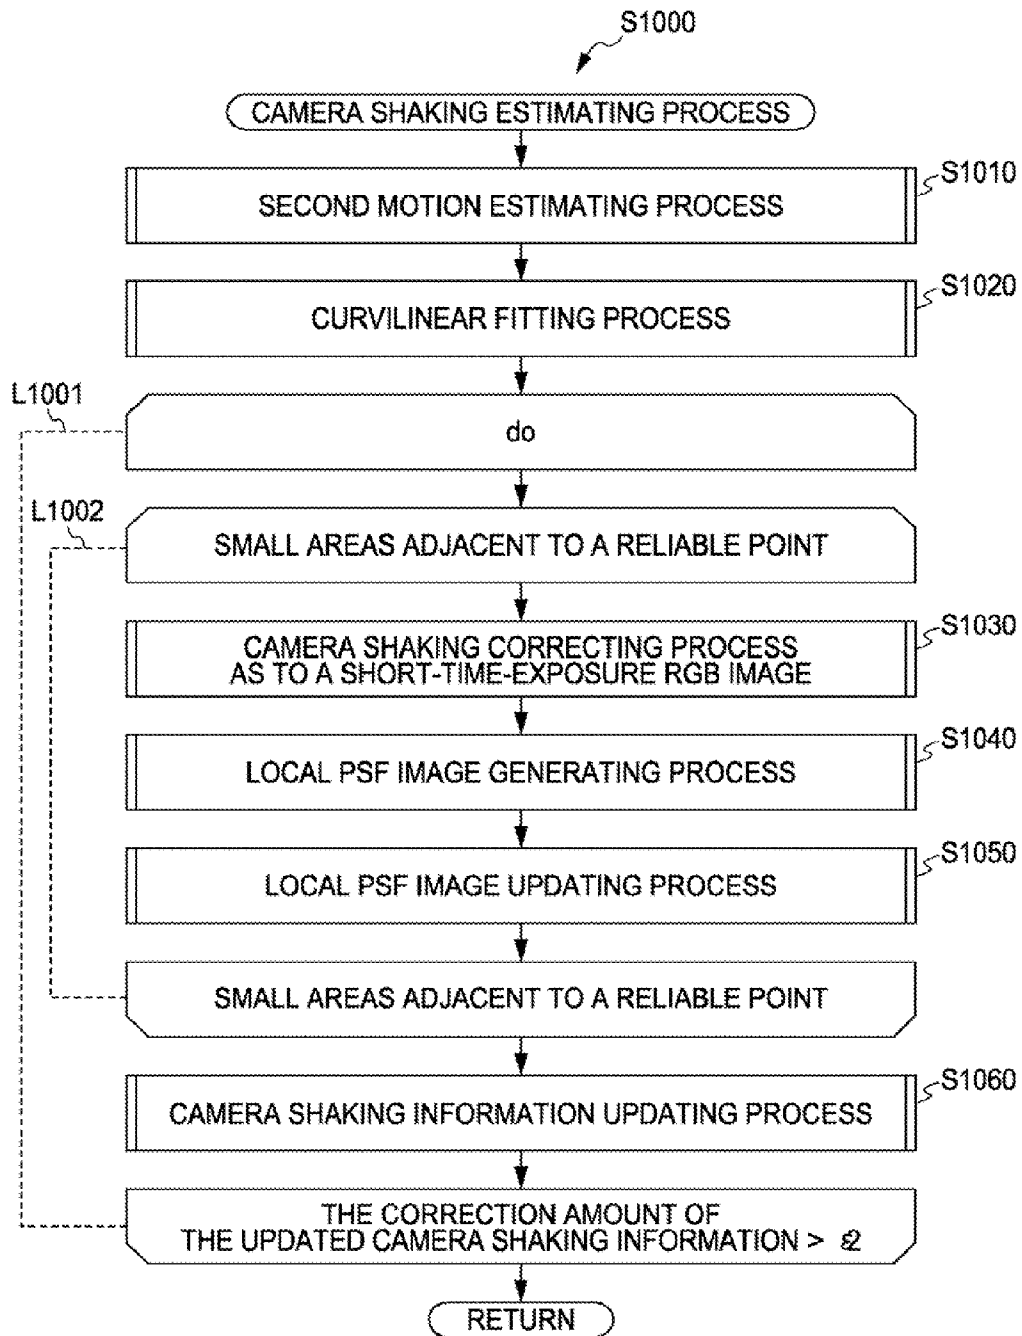 S1000
CAMERA SHAKING ESTIMATING PROCESS
S1010
SECOND MOTION ESTIMATING PROCESS
S1020
CURVILINEAR FITTING PROCESS
L1001
do
L1002
SMALL AREAS ADJACENT TO A RELIABLE POINT
S1030
CAMERA SHAKING CORRECTING PROCESS
AS TO A SHORT-TIME-EXPOSURE RGB IMAGE
S1040
LOCAL PSF IMAGE GENERATING PROCESS
S1050
LOCAL PSF IMAGE UPDATING PROCESS
SMALL AREAS ADJACENT TO A RELIABLE POINT
S1060
CAMERA SHAKING INFORMATION UPDATING PROCESS
THE CORRECTION AMOUNT OF
THE UPDATED CAMERA SHAKING INFORMATION > ε2
RETURN